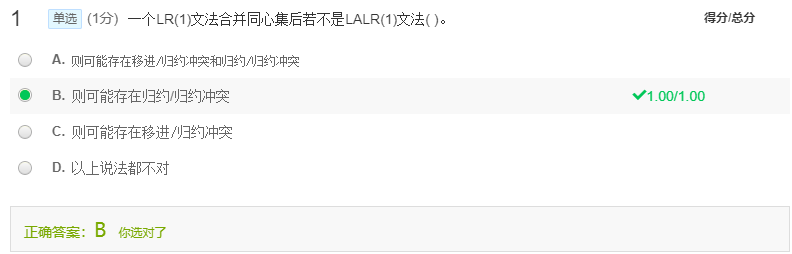 1 单选 (1分) 一个LR(1)文法合并同心集后若不是LALR(1)文法( )。 得分/总分
A. 则可能存在移进/归约冲突和归约/归约冲突
B. 则可能存在归约/归约冲突 1.00/1.00
C. 则可能存在移进/归约冲突
D. 以上说法都不对
正确答案：B 你选对了